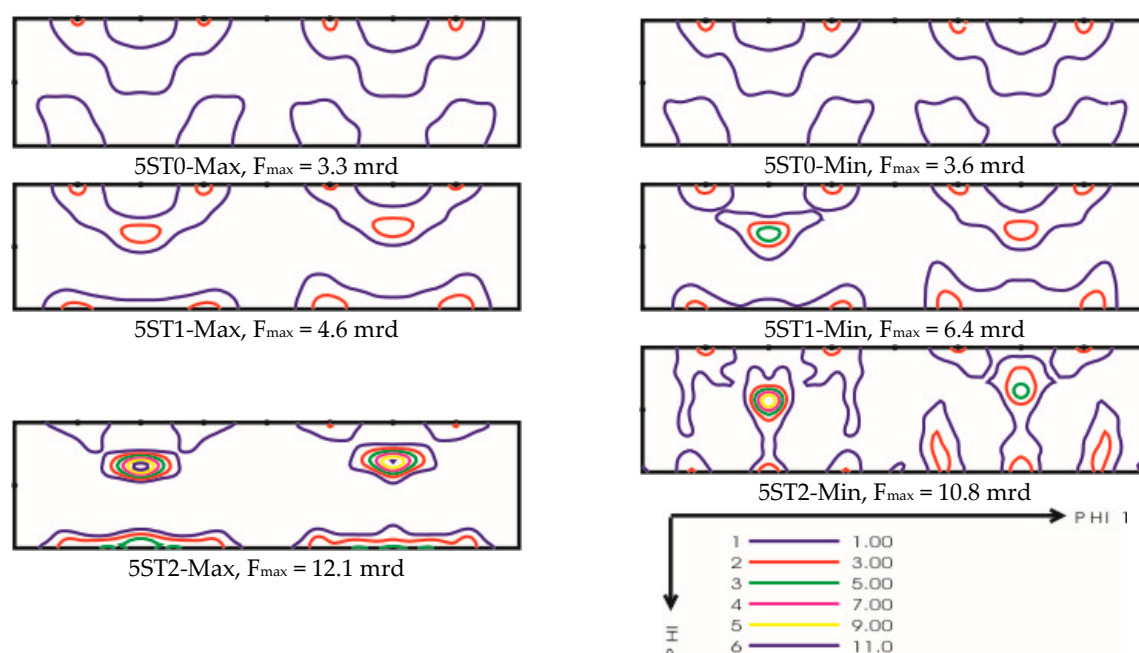 5ST0-Max, Fmax = 3.3 mrd
5ST0-Min, Fmax = 3.6 mrd
5ST1-Max, Fmax = 4.6 mrd
5ST1-Min, Fmax = 6.4 mrd
5ST2-Max, Fmax = 12.1 mrd
5ST2-Min, Fmax = 10.8 mrd
PHI 1
1 1.00
2 3.00
3 5.00
4 7.00
5 9.00
6 11.0